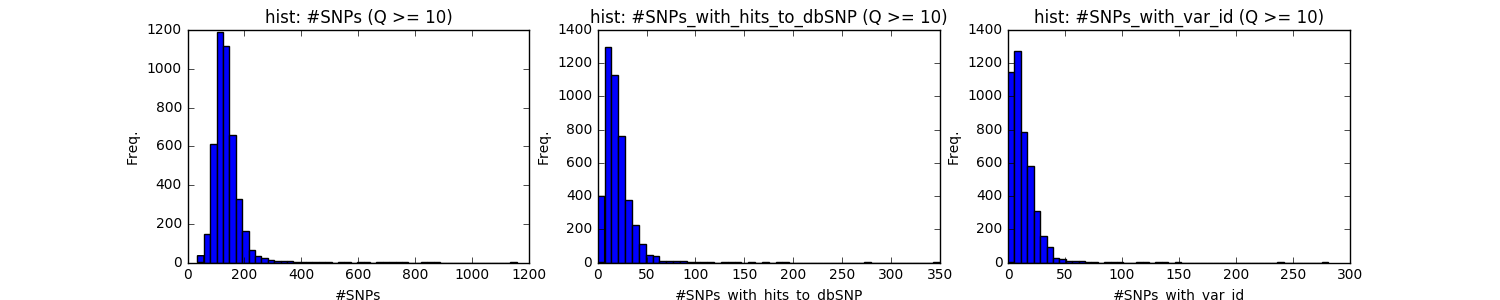 hist: #SNPs (Q >= 10)
1200
1000
800
600
400
200
0
Freq.
0 200 400 600 800 1000 1200
#SNPs
hist: #SNPs_with_hits_to_dbSNP (Q >= 10)
1400
1200
1000
800
600
400
200
0
Freq.
0 50 100 150 200 250 300 350
#SNPs_with_hits_to_dbSNP
hist: #SNPs_with_var_id (Q >= 10)
1400
1200
1000
800
600
400
200
0
Freq.
0 50 100 150 200 250 300
#SNPs_with_var_id